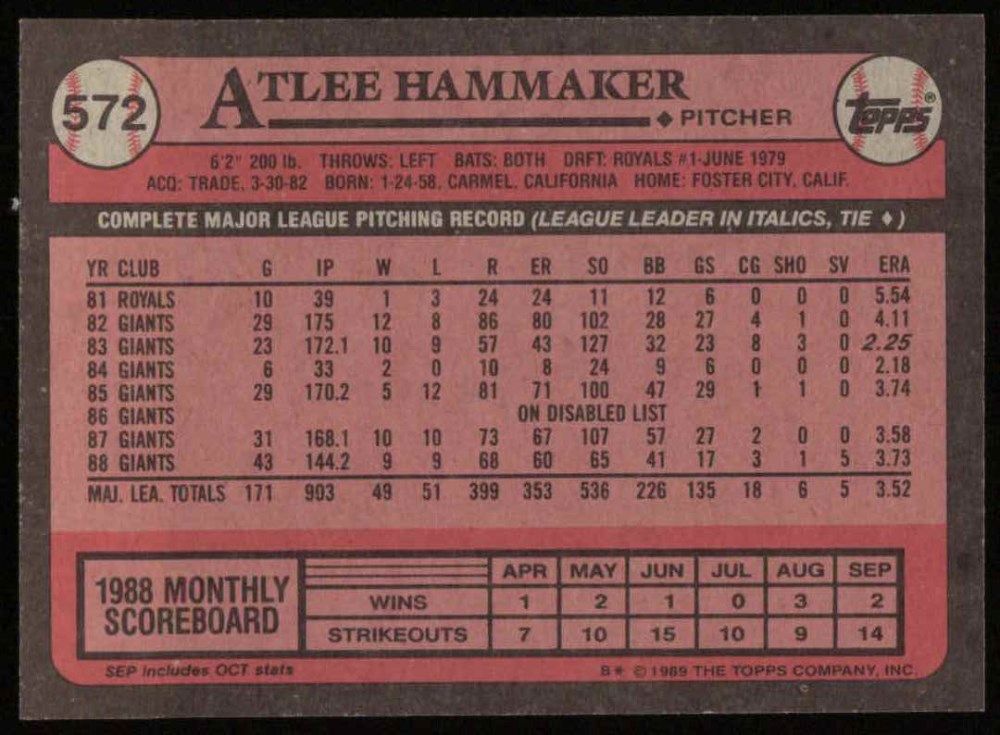 572
ATLEE HAMMAKER
◆ PITCHER
TOPPS®
6'2" 200 lb. THROWS: LEFT BATS: BOTH DRFT: ROYALS #1-JUNE 1979
ACQ: TRADE, 3-30-82 BORN: 1-24-58, CARMEL, CALIFORNIA HOME: FOSTER CITY, CALIF.
COMPLETE MAJOR LEAGUE PITCHING RECORD (LEAGUE LEADER IN ITALICS, TIE ♦)
YR CLUB G IP W L R ER SO BB GS CG SHO SV ERA
81 ROYALS 10 39 1 3 24 24 11 12 6 0 0 0 5.54
82 GIANTS 29 175 12 8 86 80 102 28 27 4 1 0 4.11
83 GIANTS 23 172.1 10 9 57 43 127 32 23 8 3 0 2.25
84 GIANTS 6 33 2 0 10 8 24 9 6 0 0 0 2.18
85 GIANTS 29 170.2 5 12 81 71 100 47 29 1 1 0 3.74
86 GIANTS ON DISABLED LIST
87 GIANTS 31 168.1 10 10 73 67 107 57 27 2 0 0 3.58
88 GIANTS 43 144.2 9 9 68 60 65 41 17 3 1 5 3.73
MAJ. LEA. TOTALS 171 903 49 51 399 353 536 226 135 18 6 5 3.52
1988 MONTHLY
SCOREBOARD
APR MAY JUN JUL AUG SEP
WINS 1 2 1 0 3 2
STRIKEOUTS 7 10 15 10 9 14
SEP includes OCT stats
B* © 1989 THE TOPPS COMPANY, INC.